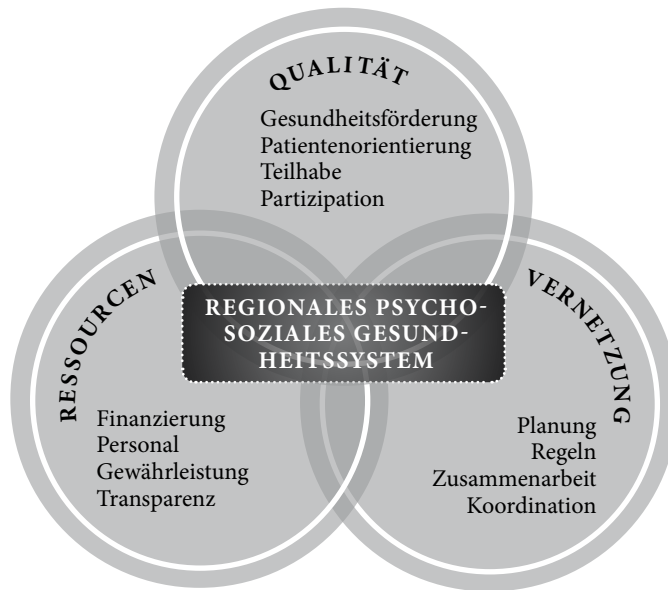 QUALITÄT
Gesundheitsförderung
Patientenorientierung
Teilhabe
Partizipation
REGIONALES PSYCHO-
SOZIALES GESUND-
HEITSSYSTEM
RESSOURCEN
Finanzierung
Personal
Gewährleistung
Transparenz
VERNETZUNG
Planung
Regeln
Zusammenarbeit
Koordination